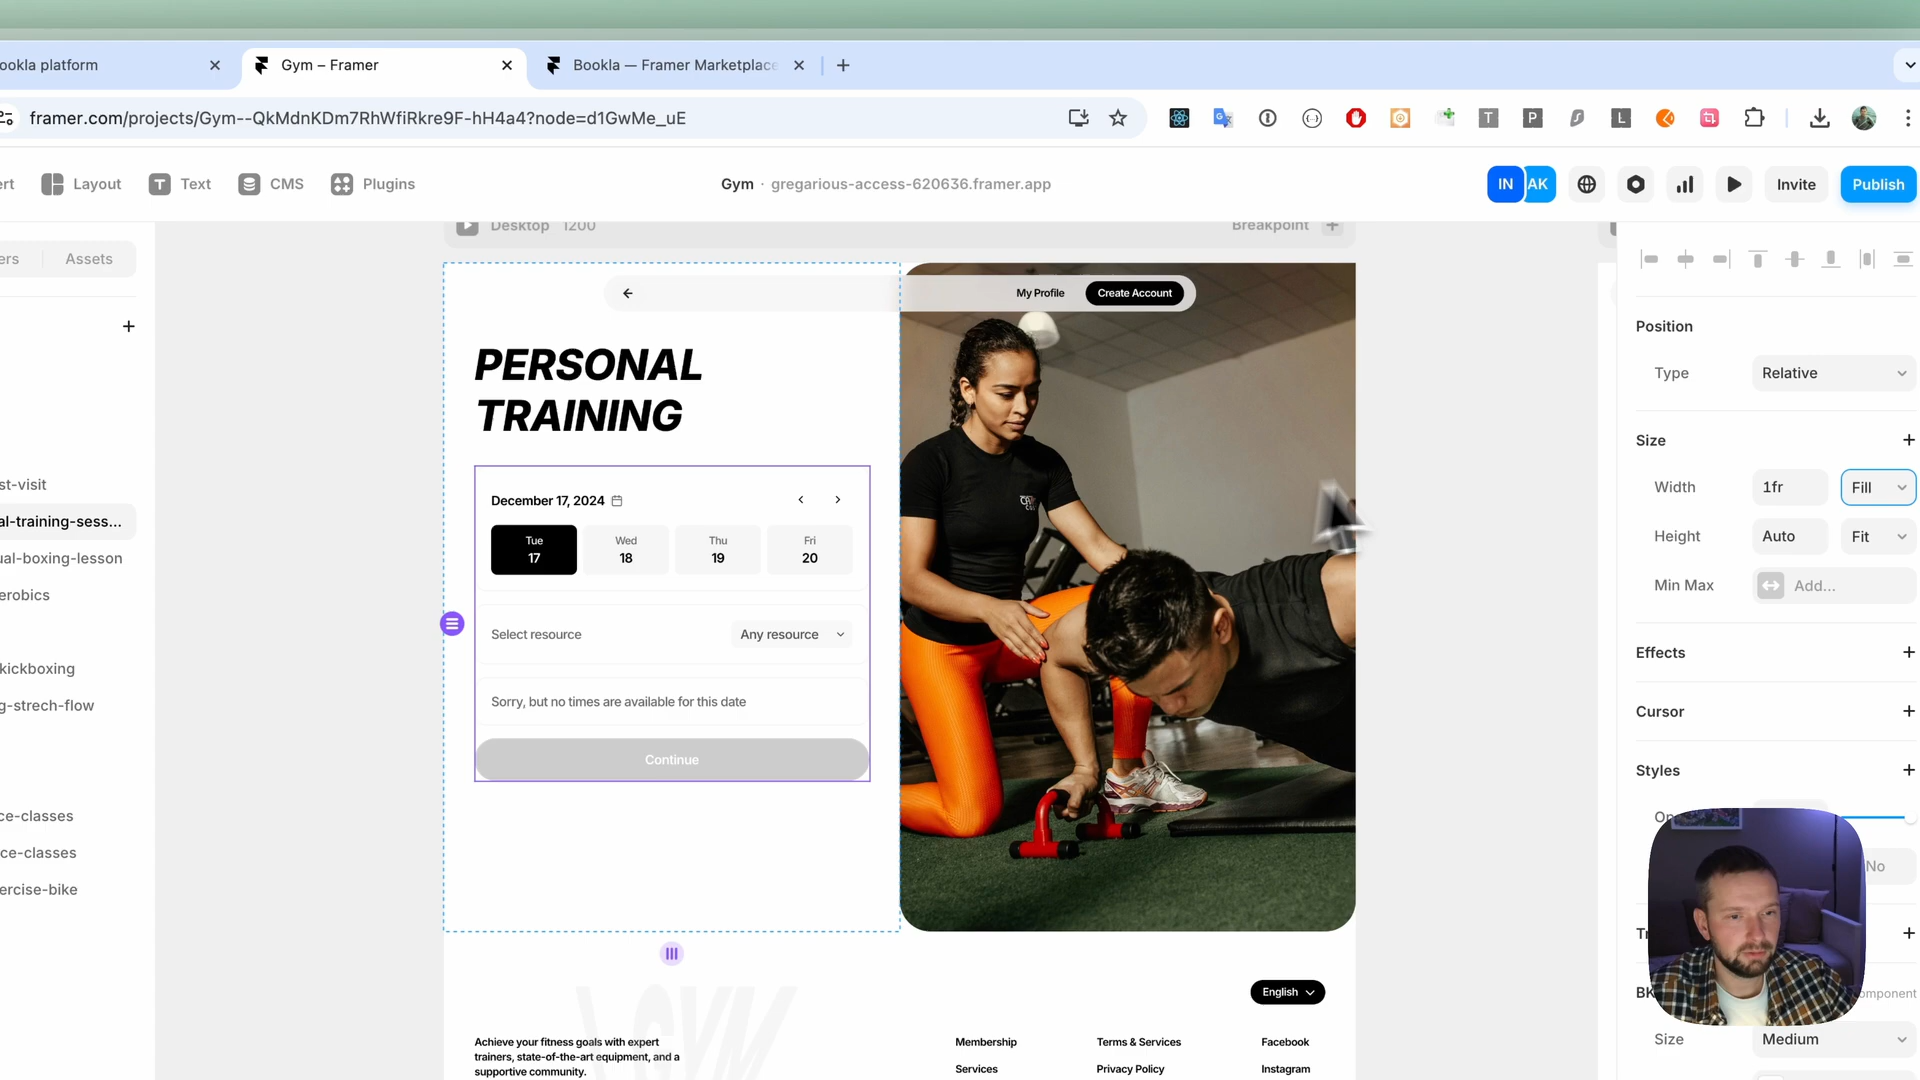 ookla platform
Gym – Framer
Bookla — Framer Marketplace
framer.com/projects/Gym--QkMdnKDm7RhWfiRkre9F-hH4a4?node=d1GwMe_uE
T
P
L
ert
Layout
Text
CMS
Plugins
Gym · gregarious-access-620636.framer.app
IN
AK
Invite
Publish
Desktop 1200
Breakpoint
ers
Assets
st-visit
al-training-sess...
ual-boxing-lesson
erobics
kickboxing
g-strech-flow
ce-classes
ce-classes
ercise-bike
My Profile
Create Account
PERSONAL
TRAINING
December 17, 2024
Tue
17
Wed
18
Thu
19
Fri
20
Select resource
Any resource
Sorry, but no times are available for this date
Continue
English
Achieve your fitness goals with expert
trainers, state-of-the-art equipment, and a
supportive community.
Membership
Services
Terms & Services
Privacy Policy
Facebook
Instagram
Position
Type
Relative
Size
Width
1fr
Fill
Height
Auto
Fit
Min Max
Add...
Effects
Cursor
Styles
Op
No
Tr
BK
omponent
Size
Medium